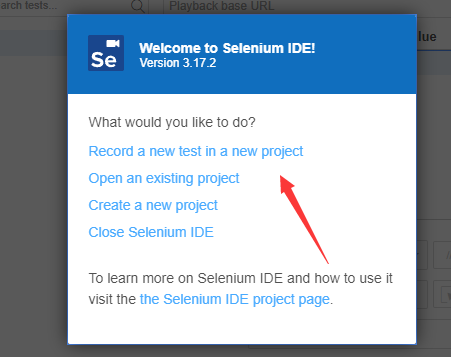 arch tests...
Playback base URL
lue
Se
Welcome to Selenium IDE!
Version 3.17.2
What would you like to do?
Record a new test in a new project
Open an existing project
Create a new project
Close Selenium IDE
To learn more on Selenium IDE and how to use it
visit the the Selenium IDE project page.